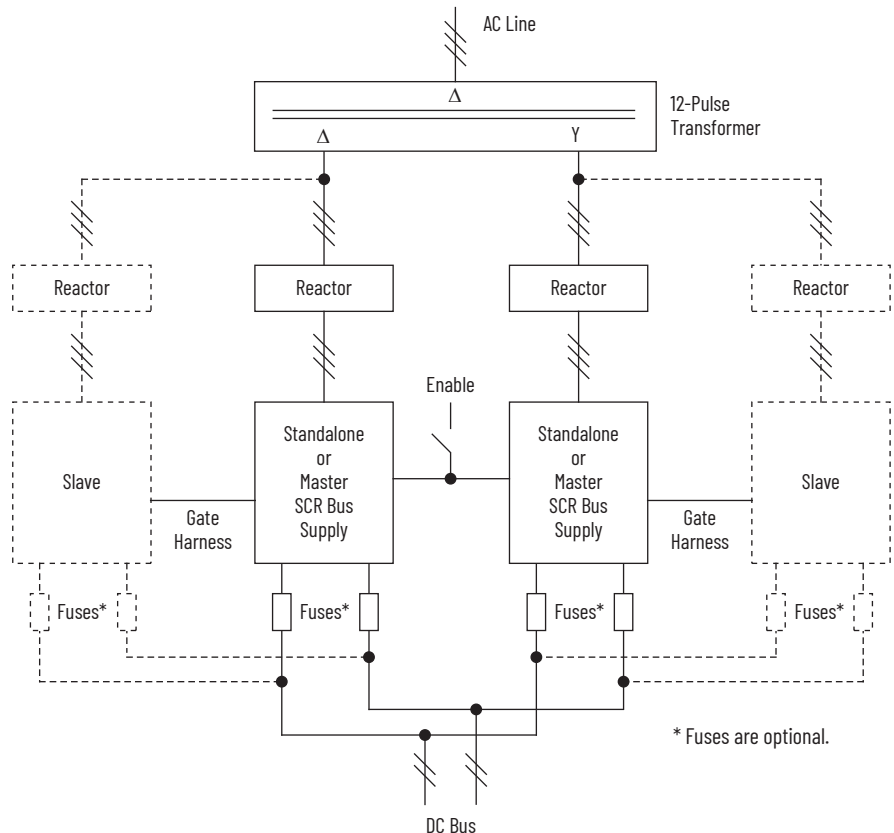 AC Line
Δ
12-Pulse
Transformer
Δ
Y
Reactor
Reactor
Reactor
Reactor
Enable
Slave
Standalone
or
Master
SCR Bus
Supply
Standalone
or
Master
SCR Bus
Supply
Slave
Gate
Harness
Gate
Harness
Fuses*
Fuses*
Fuses*
Fuses*
* Fuses are optional.
DC Bus